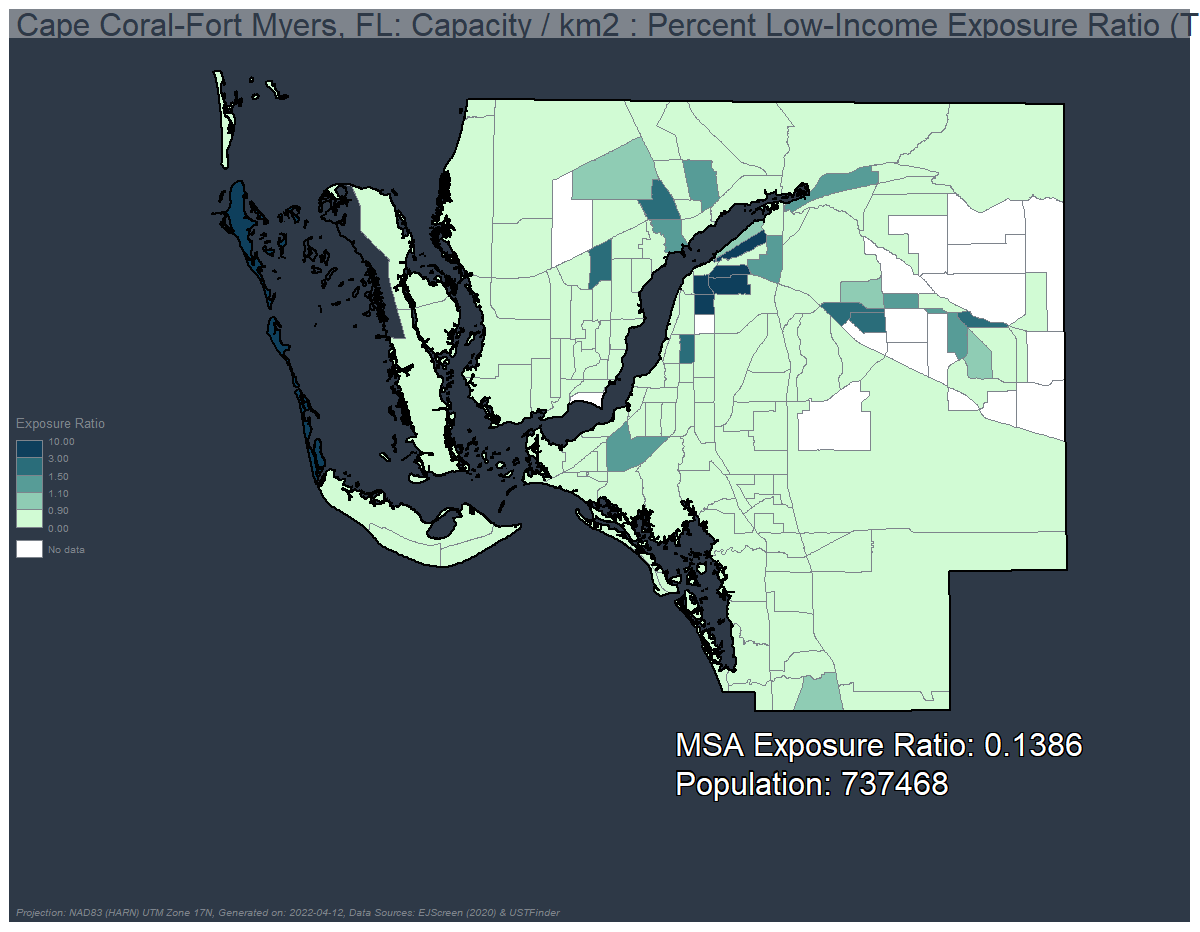 Cape Coral-Fort Myers, FL: Capacity / km2 : Percent Low-Income Exposure Ratio (T
Exposure Ratio
10.00
3.00
1.50
1.10
0.90
0.00
No data
MSA Exposure Ratio: 0.1386
Population: 737468
Projection: NAD83 (HARN) UTM Zone 17N, Generated on: 2022-04-12, Data Sources: EJScreen (2020) & USTFinder